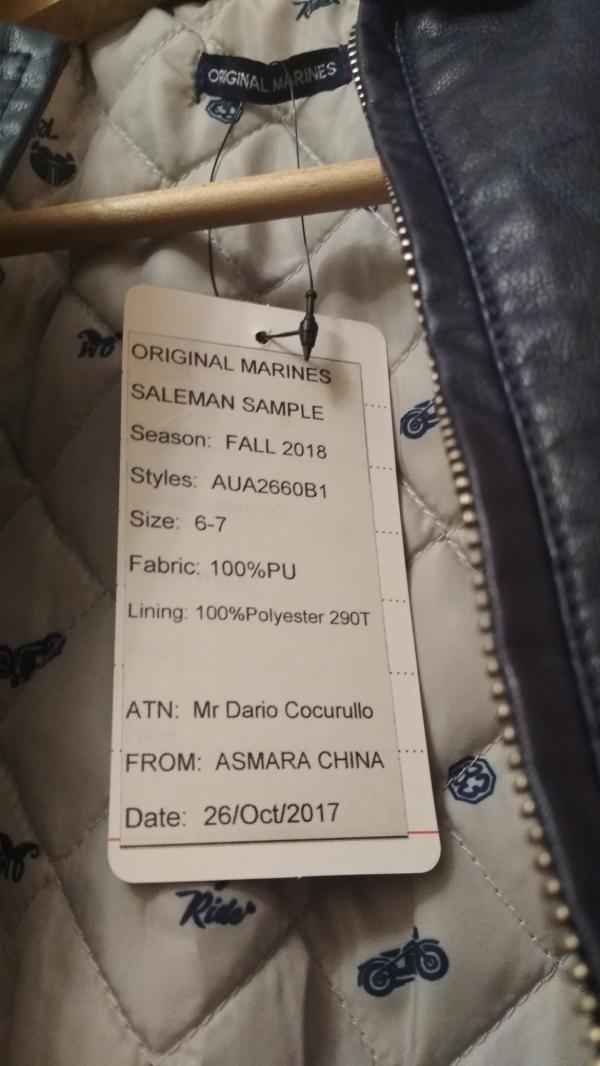 ORIGINAL MARINES
ORIGINAL MARINES
SALEMAN SAMPLE
Season: FALL 2018
Styles: AUA2660B1
Size: 6-7
Fabric: 100%PU
Lining: 100%Polyester 290T
ATN: Mr Dario Cocurullo
FROM: ASMARA CHINA
Date: 26/Oct/2017
Ride